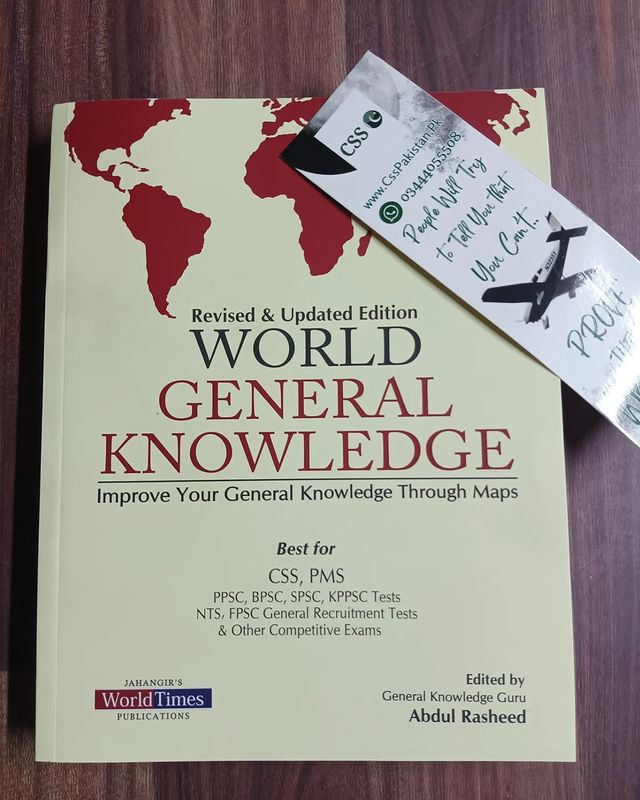 CSS
www.CssPakistan.Pk
03444055508
People Will Try
to Tell You that
You Can't..
N3225T
PROVE
Revised & Updated Edition
WORLD
GENERAL
KNOWLEDGE
Improve Your General Knowledge Through Maps
Best for
CSS, PMS
PPSC, BPSC, SPSC, KPPSC Tests
NTS, FPSC General Recruitment Tests
& Other Competitive Exams
JAHANGIR'S
WorldTimes
PUBLICATIONS
Edited by
General Knowledge Guru
Abdul Rasheed